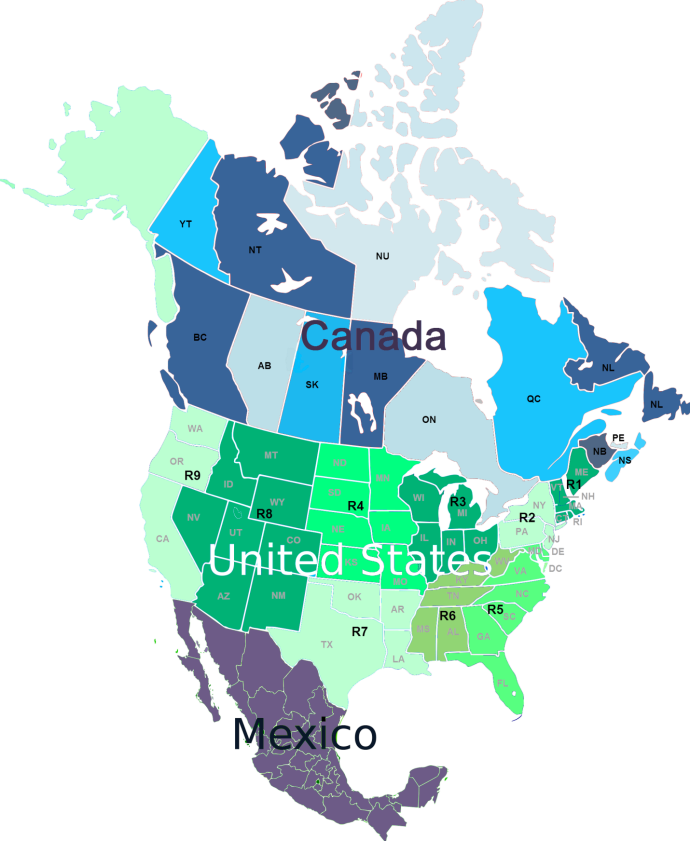 YT
NT
NU
BC
Canada
AB
SK
MB
NL
QC
NL
ON
PE
NB
NS
WA
MT
OR
R9
ID
WY
R8
NV
UT
CO
CA
AZ
NM
ND
SD
NE
KS
MN
IA
MO
R4
WI
R3
MI
IL
IN
OH
ME
R1
VT
NH
MA
RI
CT
NY
R2
PA
NJ
MD
DE
DC
United States
WV
VA
KY
TN
NC
R5
SC
R6
MS
AL
GA
FL
OK
AR
R7
TX
LA
Mexico